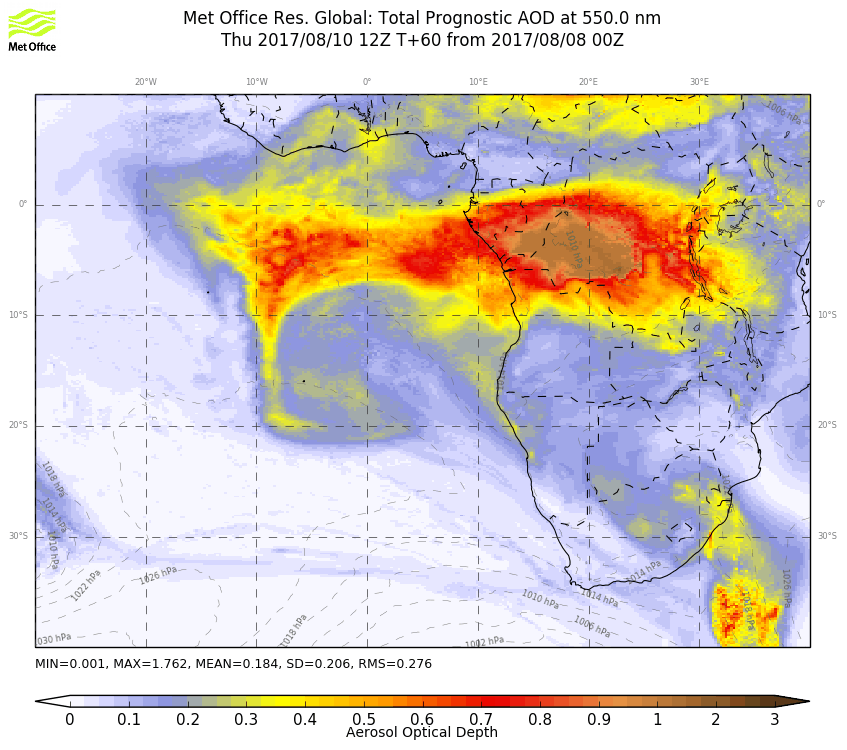 Met Office
Met Office Res. Global: Total Prognostic AOD at 550.0 nm
Thu 2017/08/10 12Z T+60 from 2017/08/08 00Z
20°W 10°W 0° 10°E 20°E 30°E
1006 hPa
0° 0°
1010 hPa
10°S 10°S
20°S 20°S
1018 hPa
1014 hPa
1010 hPa
30°S 30°S
1022 hPa
1026 hPa
1014 hPa
1026 hPa
1010 hPa
1014 hPa
1018 hPa
1018 hPa
1006 hPa
030 hPa
1002 hPa
MIN=0.001, MAX=1.762, MEAN=0.184, SD=0.206, RMS=0.276
0 0.1 0.2 0.3 0.4 0.5 0.6 0.7 0.8 0.9 1 2 3
Aerosol Optical Depth